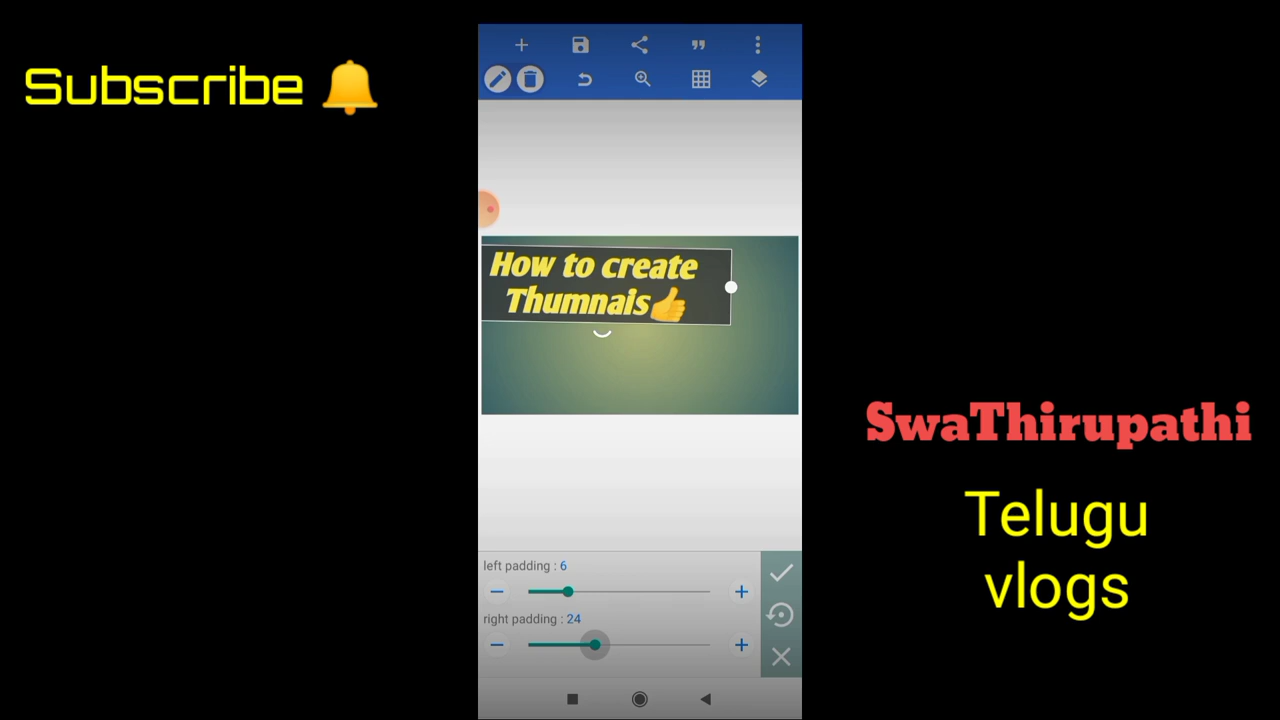 Subscribe 🔔
How to create
Thumnais👍
left padding : 6
right padding : 24
SwaThirupathi
Telugu
vlogs